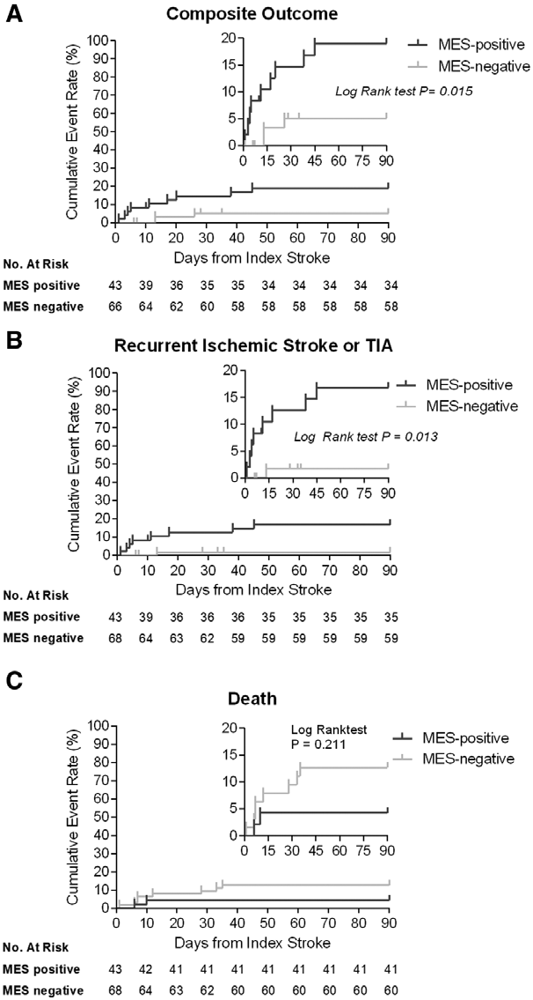 A
Composite Outcome
Cumulative Event Rate (%)
100
90
80
70
60
50
40
30
20
10
0
20
15
10
5
0
0 15 30 45 60 75 90
MES-positive
MES-negative
Log Rank test P= 0.015
0 10 20 30 40 50 60 70 80 90
Days from Index Stroke
No. At Risk
MES positive 43 39 36 35 35 34 34 34 34 34
MES negative 66 64 62 60 58 58 58 58 58 58
B
Recurrent Ischemic Stroke or TIA
Cumulative Event Rate (%)
100
90
80
70
60
50
40
30
20
10
0
20
15
10
5
0
0 15 30 45 60 75 90
MES-positive
MES-negative
Log Rank test P = 0.013
0 10 20 30 40 50 60 70 80 90
Days from Index Stroke
No. At Risk
MES positive 43 39 36 36 36 35 35 35 35 35
MES negative 68 64 63 62 59 59 59 59 59 59
C
Death
Cumulative Event Rate (%)
100
90
80
70
60
50
40
30
20
10
0
20
15
10
5
0
0 15 30 45 60 75 90
Log Ranktest
P = 0.211
MES-positive
MES-negative
0 10 20 30 40 50 60 70 80 90
Days from Index Stroke
No. At Risk
MES positive 43 42 41 41 41 41 41 41 41 41
MES negative 68 64 63 62 60 60 60 60 60 60